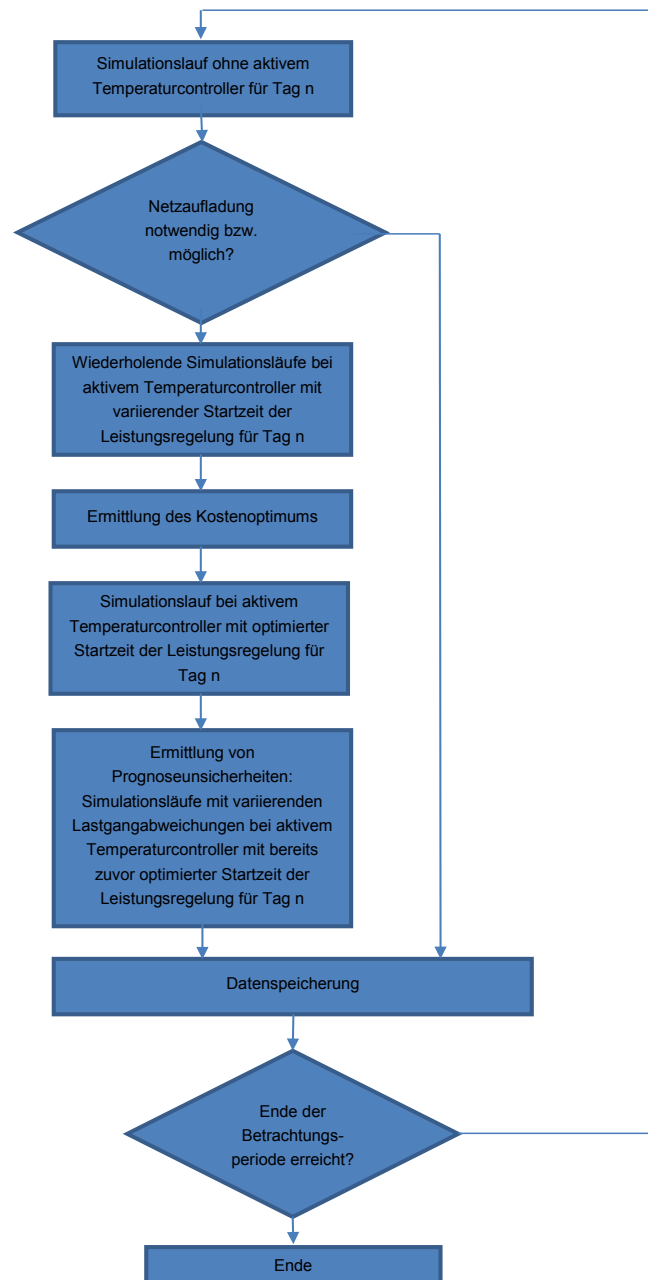 Simulationslauf ohne aktivem
Temperaturcontroller für Tag n
Netzaufladung
notwendig bzw.
möglich?
Wiederholende Simulationsläufe bei
aktivem Temperaturcontroller mit
variierender Startzeit der
Leistungsregelung für Tag n
Ermittlung des Kostenoptimums
Simulationslauf bei aktivem
Temperaturcontroller mit optimierter
Startzeit der Leistungsregelung für
Tag n
Ermittlung von
Prognoseunsicherheiten:
Simulationsläufe mit variierenden
Lastgangabweichungen bei aktivem
Temperaturcontroller mit bereits
zuvor optimierter Startzeit der
Leistungsregelung für Tag n
Datenspeicherung
Ende der
Betrachtungs-
periode erreicht?
Ende